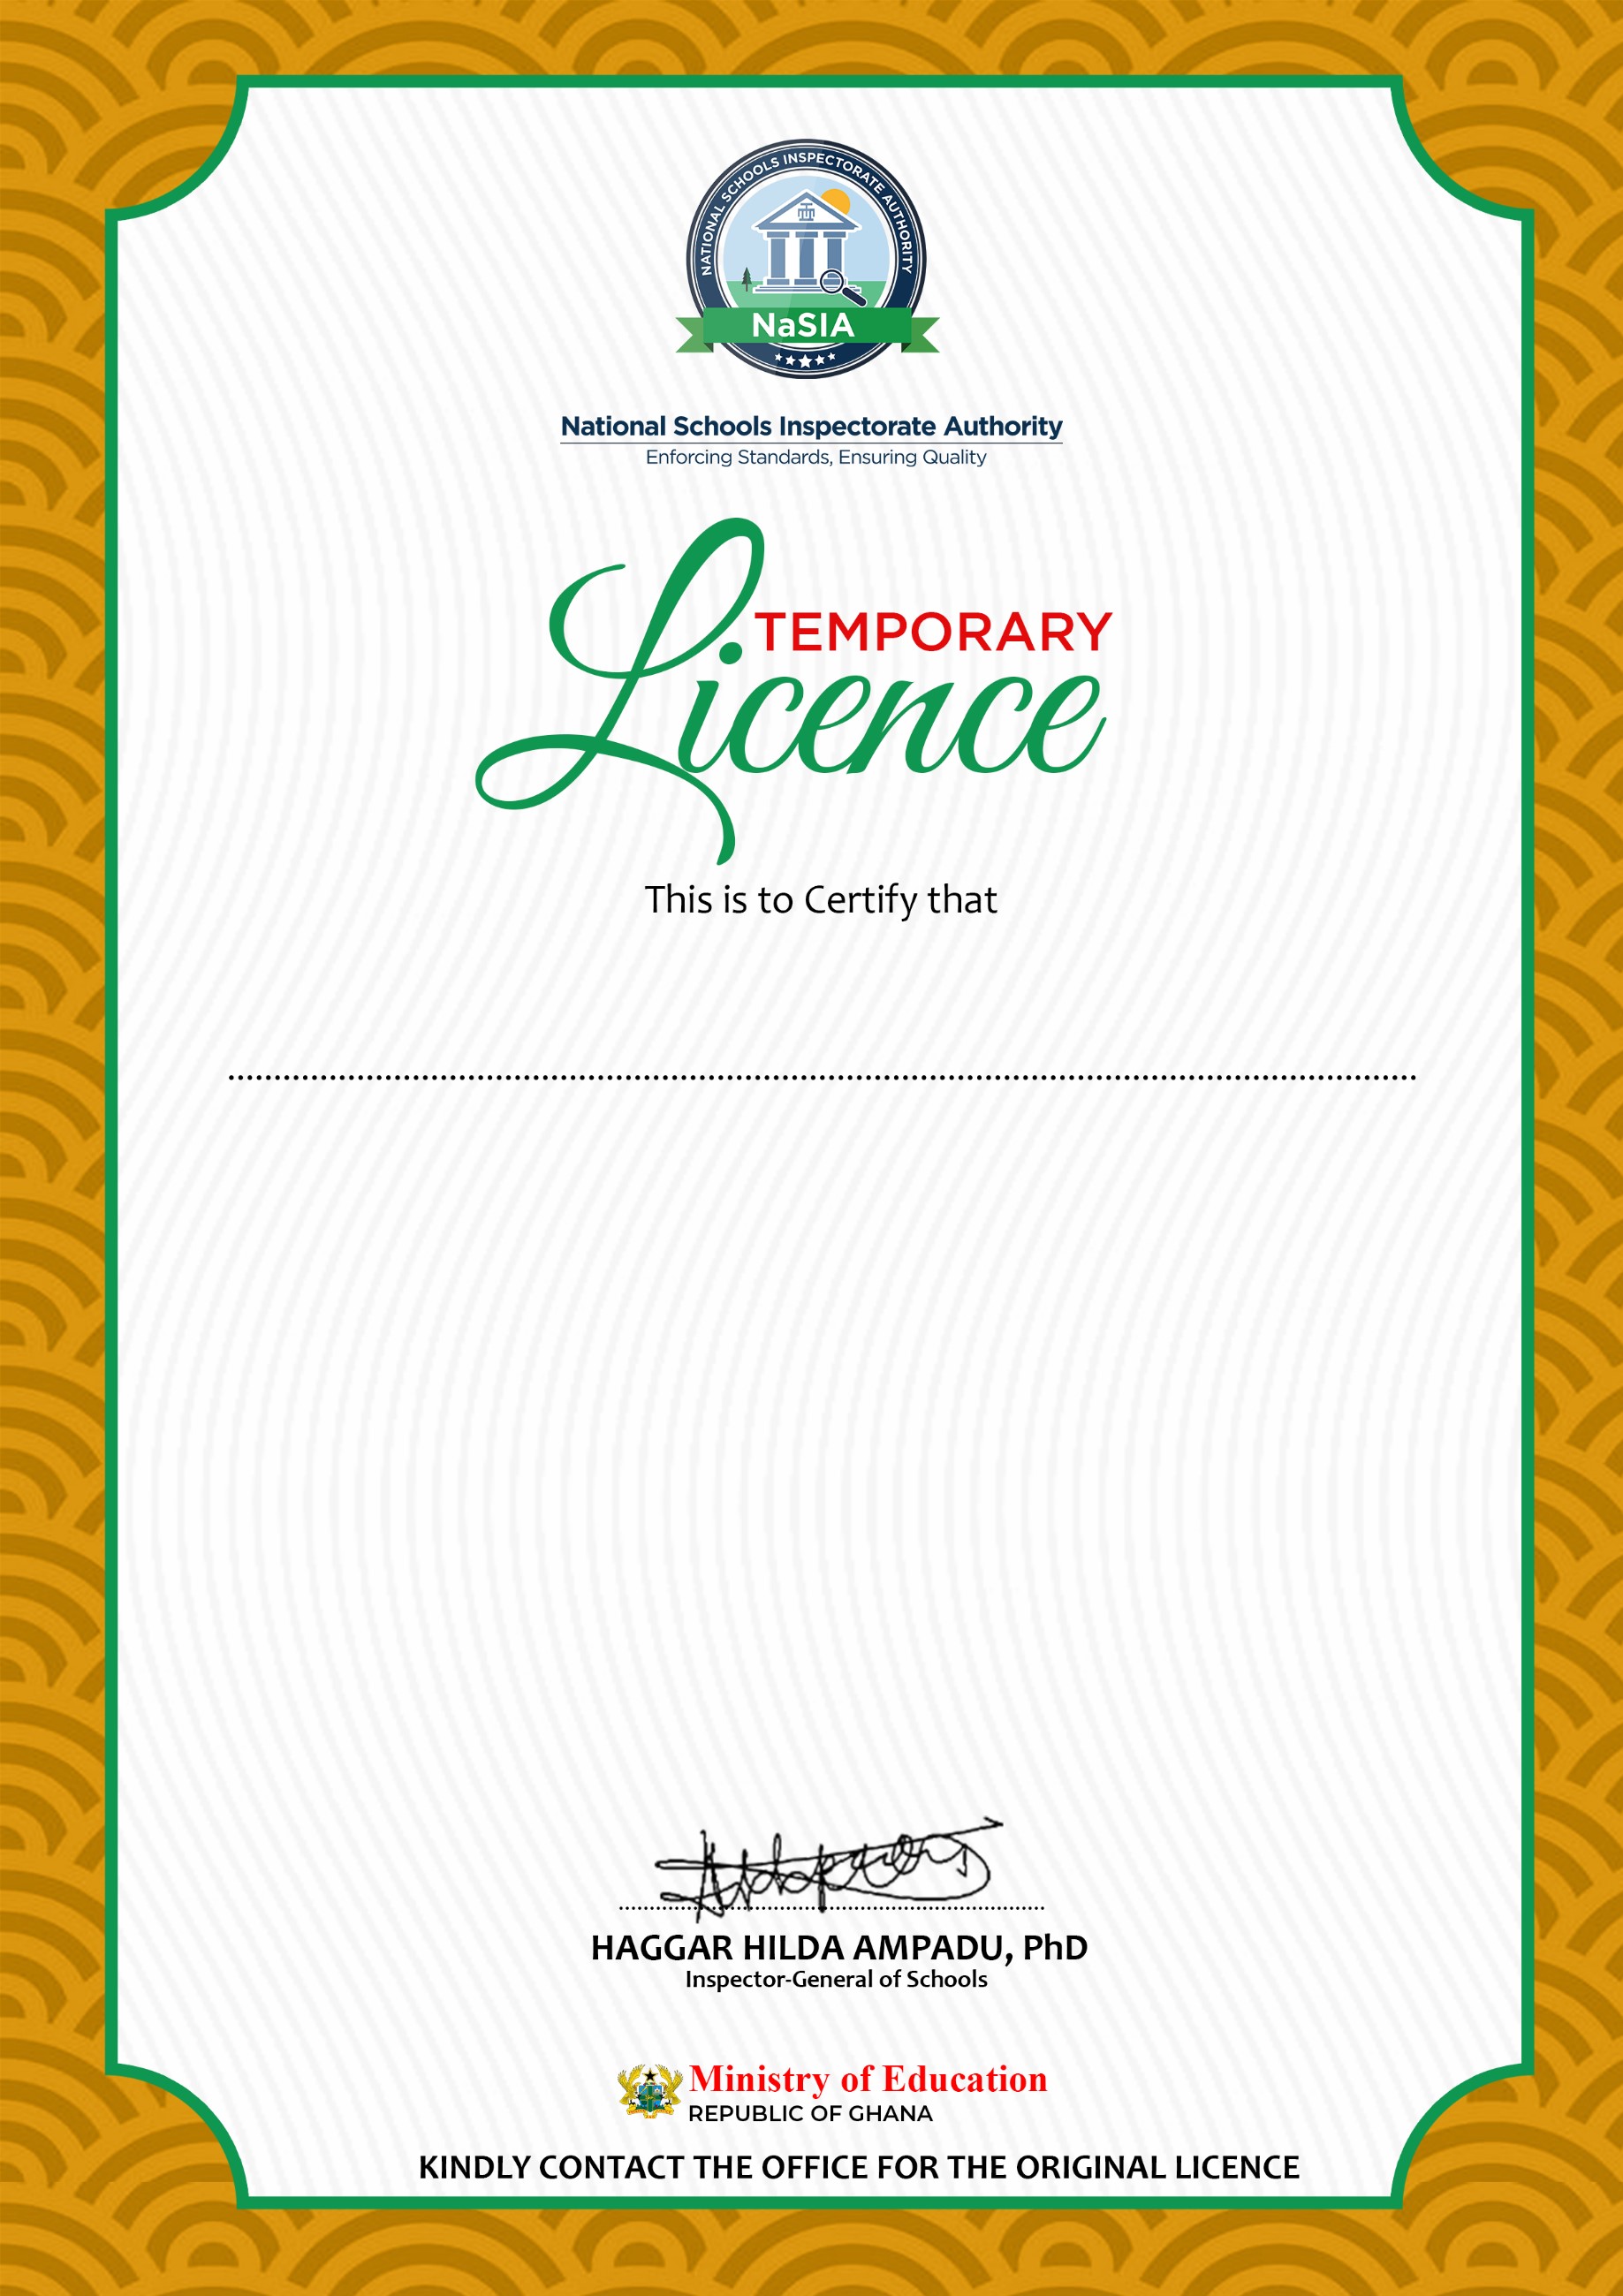 NATIONAL SCHOOLS INSPECTORATE AUTHORITY
NaSIA
National Schools Inspectorate Authority
Enforcing Standards, Ensuring Quality
TEMPORARY
Licence
This is to Certify that
HAGGAR HILDA AMPADU, PhD
Inspector-General of Schools
Ministry of Education
REPUBLIC OF GHANA
KINDLY CONTACT THE OFFICE FOR THE ORIGINAL LICENCE